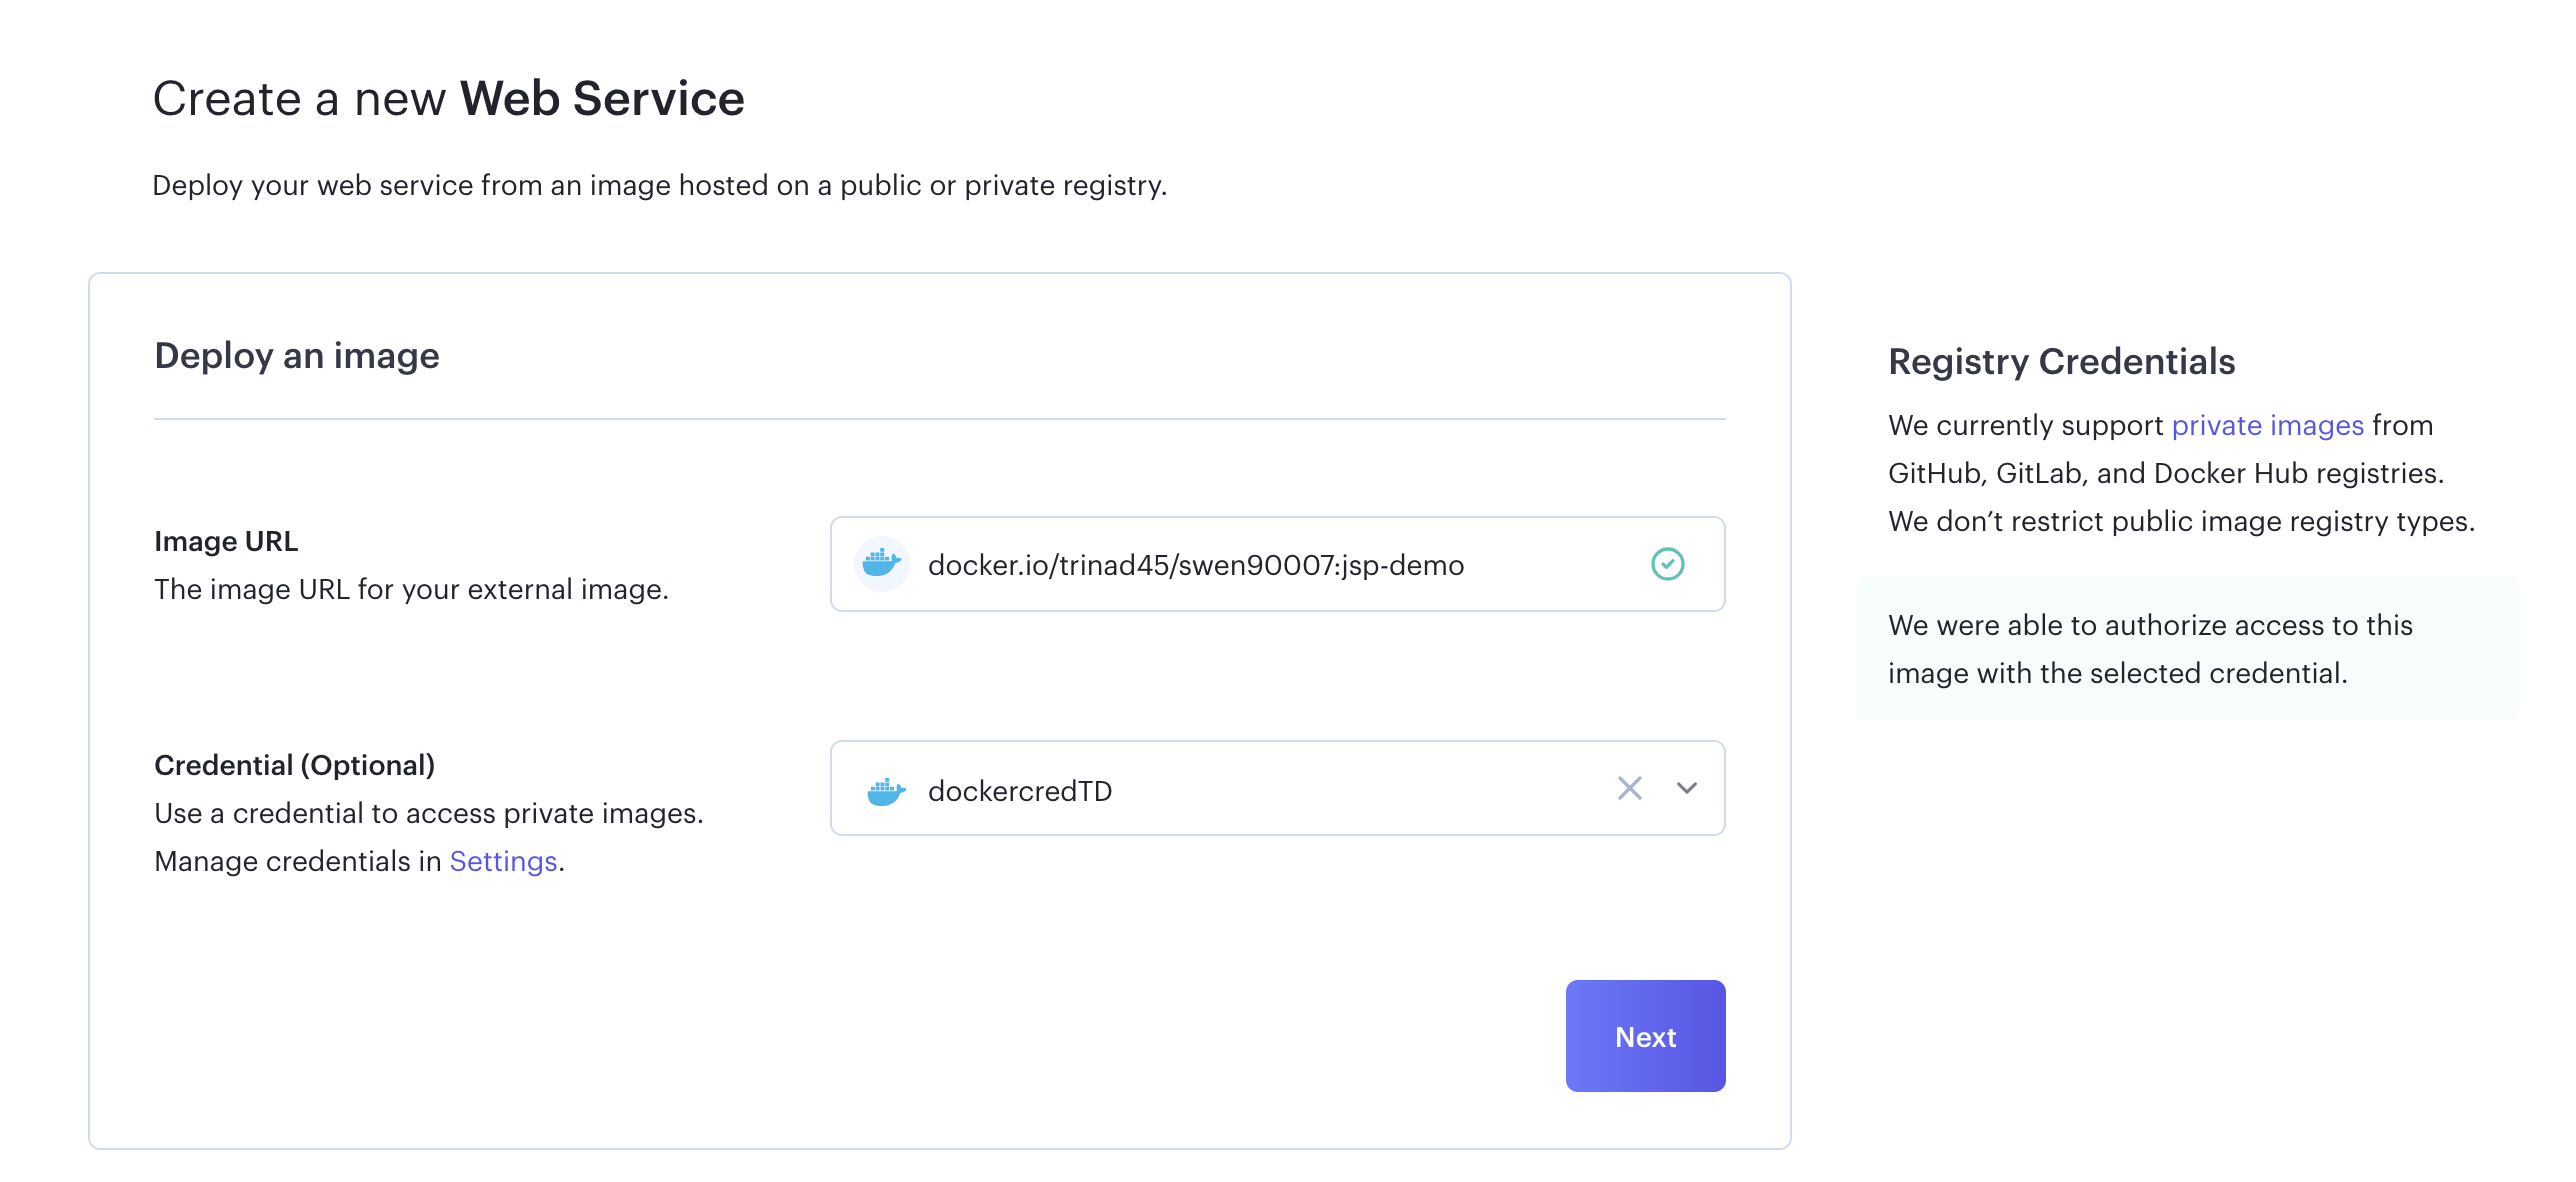 Create a new Web Service
Deploy your web service from an image hosted on a public or private registry.
Deploy an image
Image URL
The image URL for your external image.
docker.io/trinad45/swen90007:jsp-demo
Credential (Optional)
Use a credential to access private images.
Manage credentials in Settings.
dockercredTD
Next
Registry Credentials
We currently support private images from
GitHub, GitLab, and Docker Hub registries.
We don’t restrict public image registry types.
We were able to authorize access to this
image with the selected credential.